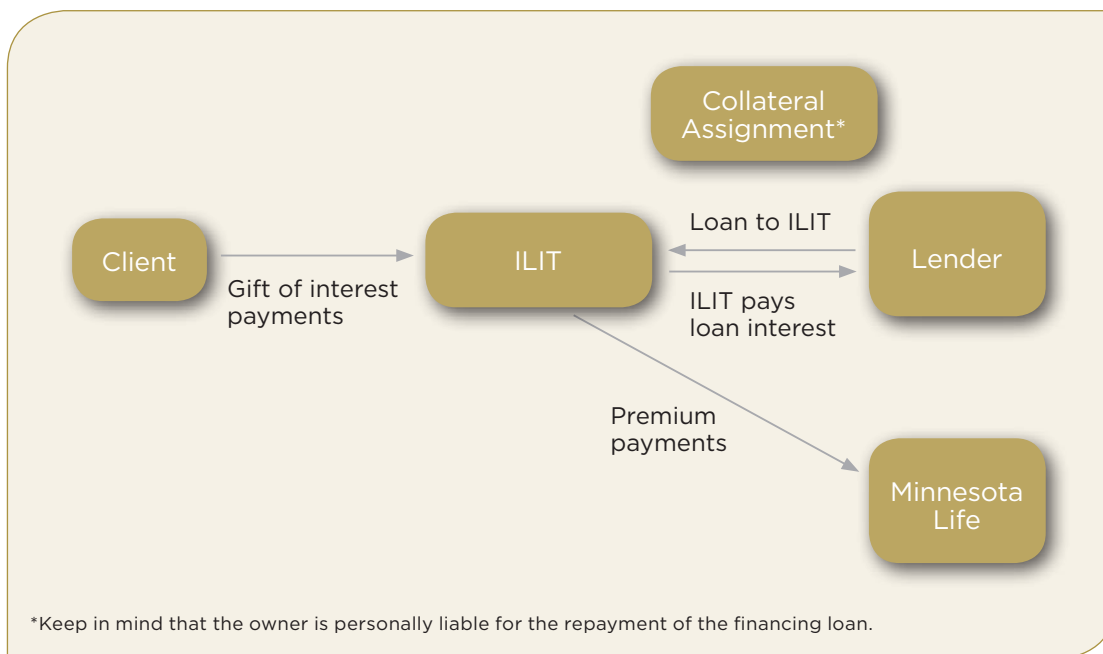 Collateral
Assignment*
Client
Gift of interest
payments
ILIT
Loan to ILIT
ILIT pays
loan interest
Lender
Premium
payments
Minnesota
Life
*Keep in mind that the owner is personally liable for the repayment of the financing loan.